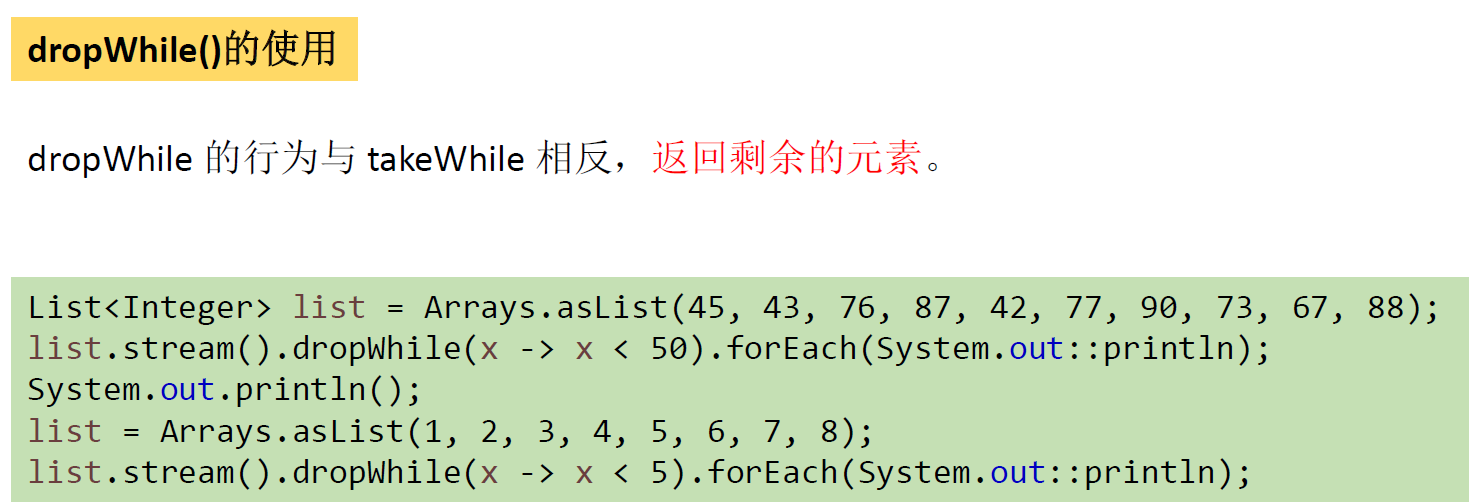 dropWhile()的使用
dropWhile 的行为与 takeWhile 相反，返回剩余的元素。
List<Integer> list = Arrays.asList(45, 43, 76, 87, 42, 77, 90, 73, 67, 88);
list.stream().dropWhile(x -> x < 50).forEach(System.out::println);
System.out.println();
list = Arrays.asList(1, 2, 3, 4, 5, 6, 7, 8);
list.stream().dropWhile(x -> x < 5).forEach(System.out::println);